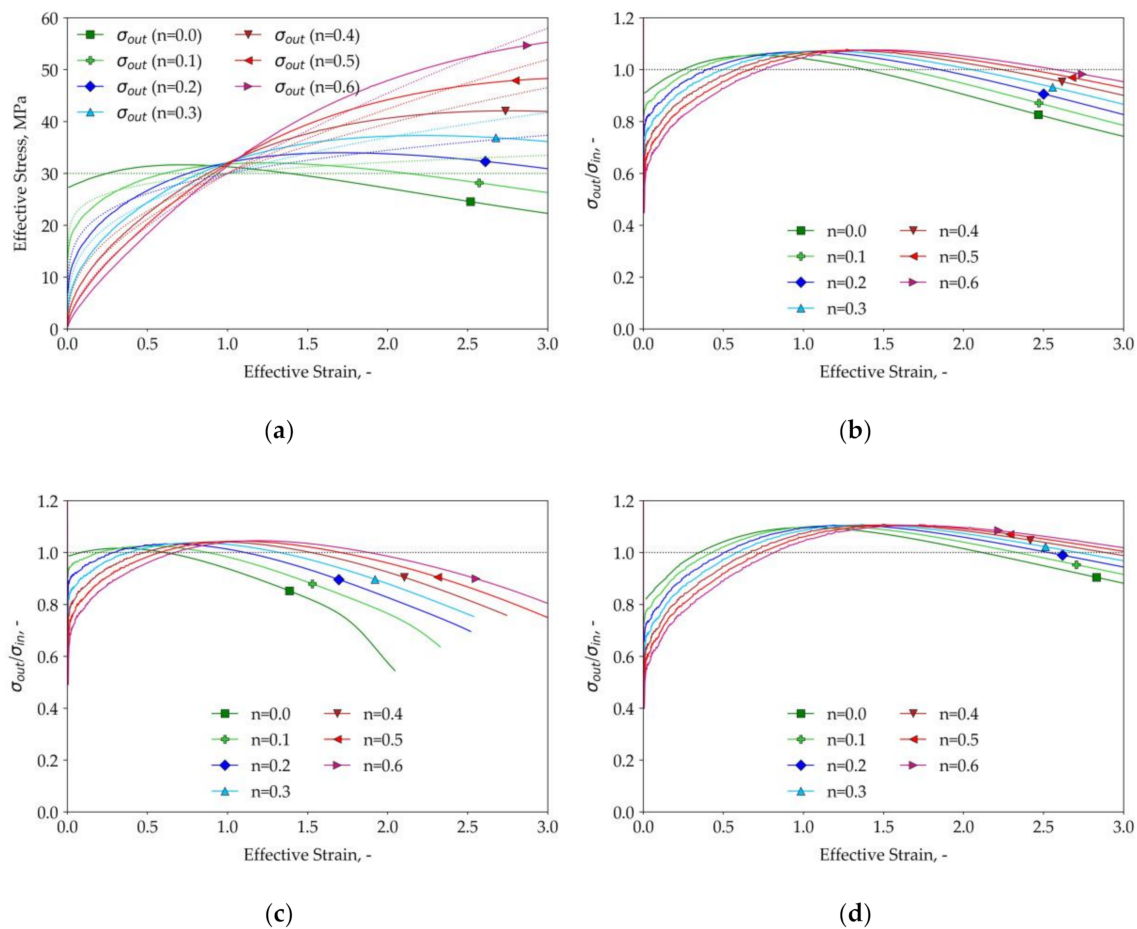 60
50
40
30
20
10
0
Effective Stress, MPa
σout (n=0.0)
σout (n=0.1)
σout (n=0.2)
σout (n=0.3)
σout (n=0.4)
σout (n=0.5)
σout (n=0.6)
0.0 0.5 1.0 1.5 2.0 2.5 3.0
Effective Strain, -
(a)
1.2
1.0
0.8
0.6
0.4
0.2
0.0
σout/σin, -
n=0.0
n=0.1
n=0.2
n=0.3
n=0.4
n=0.5
n=0.6
0.0 0.5 1.0 1.5 2.0 2.5 3.0
Effective Strain, -
(b)
1.2
1.0
0.8
0.6
0.4
0.2
0.0
σout/σin, -
n=0.0
n=0.1
n=0.2
n=0.3
n=0.4
n=0.5
n=0.6
0.0 0.5 1.0 1.5 2.0 2.5 3.0
Effective Strain, -
(c)
1.2
1.0
0.8
0.6
0.4
0.2
0.0
σout/σin, -
n=0.0
n=0.1
n=0.2
n=0.3
n=0.4
n=0.5
n=0.6
0.0 0.5 1.0 1.5 2.0 2.5 3.0
Effective Strain, -
(d)